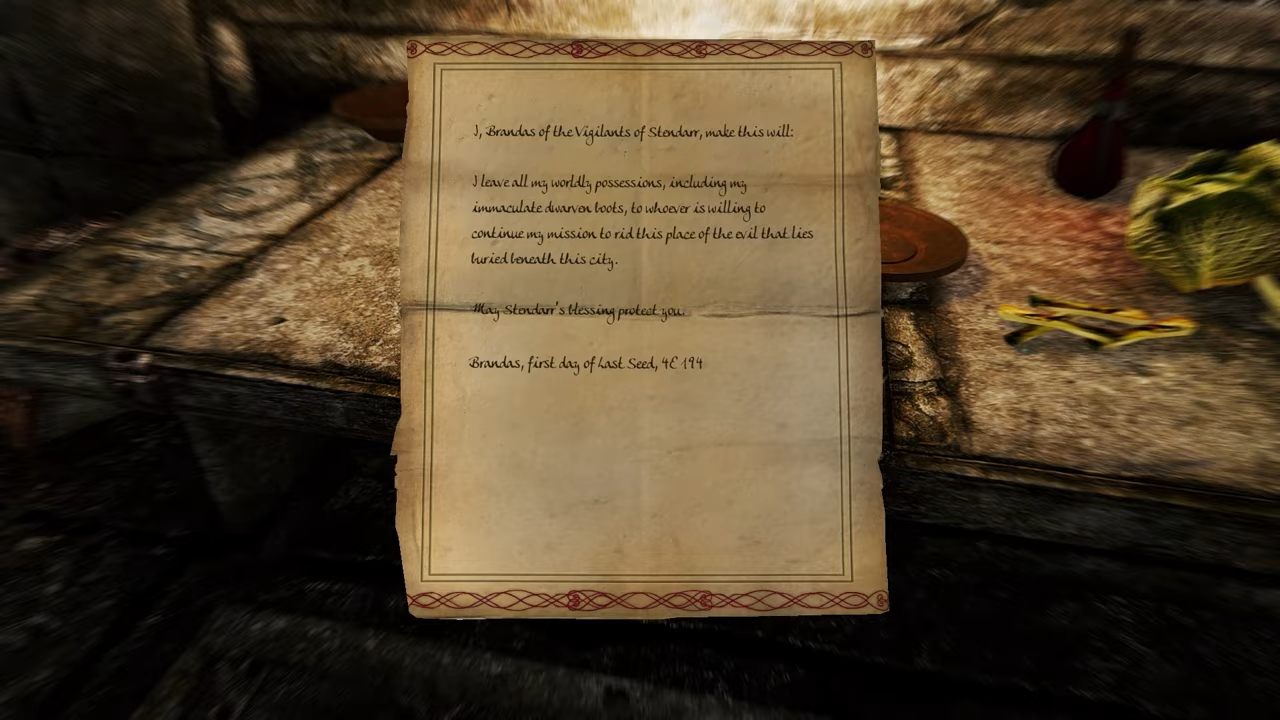 I, Brandas of the Vigilants of Stendarr, make this will:
I leave all my worldly possessions, including my
immaculate dwarven boots, to whoever is willing to
continue my mission to rid this place of the evil that lies
buried beneath this city.
May Stendarr's blessing protect you.
Brandas, first day of Last Seed, 4E 194